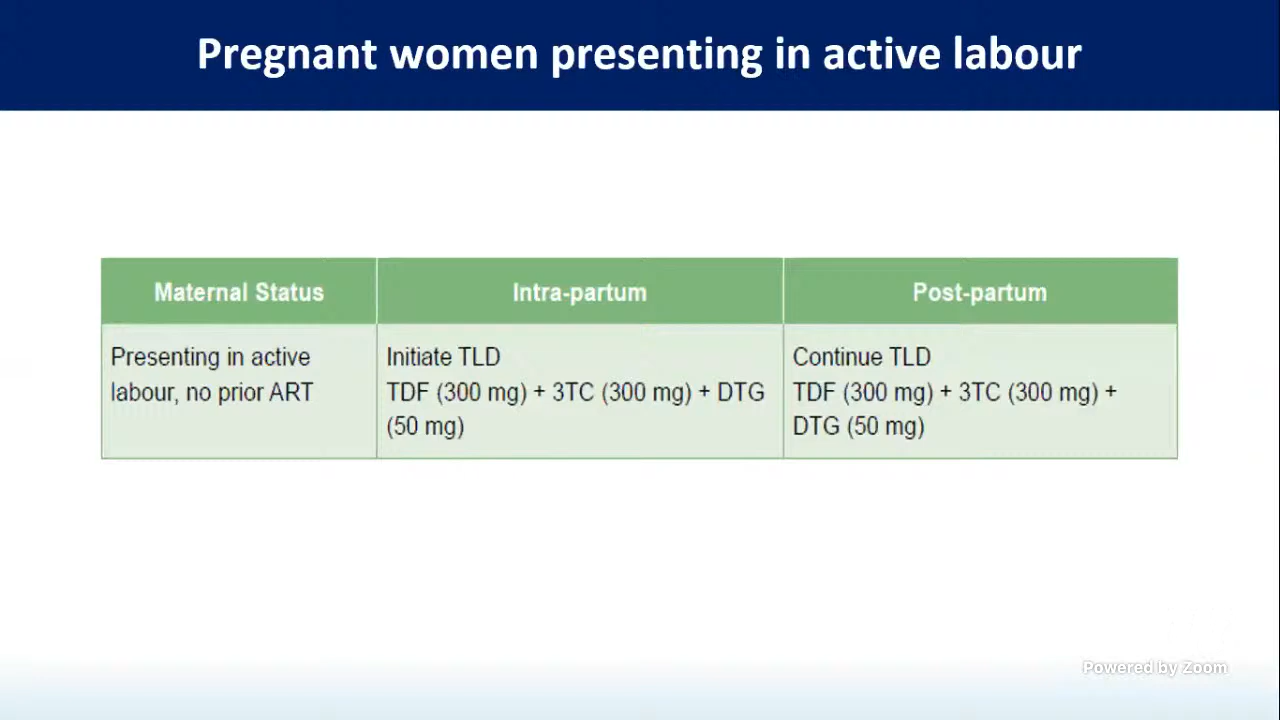 Pregnant women presenting in active labour
Maternal Status
Intra-partum
Post-partum
Presenting in active
labour, no prior ART
Initiate TLD
TDF (300 mg) + 3TC (300 mg) + DTG
(50 mg)
Continue TLD
TDF (300 mg) + 3TC (300 mg) +
DTG (50 mg)
Powered by Zoom